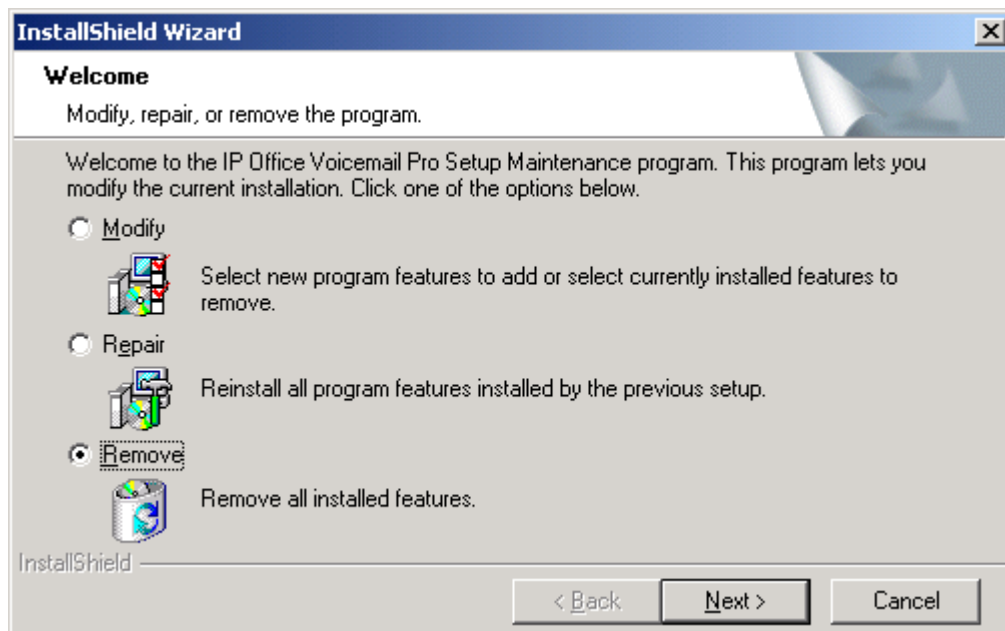 InstallShield Wizard
Welcome
Modify, repair, or remove the program.
Welcome to the IP Office Voicemail Pro Setup Maintenance program. This program lets you
modify the current installation. Click one of the options below.
Modify
Select new program features to add or select currently installed features to
remove.
Repair
Reinstall all program features installed by the previous setup.
Remove
Remove all installed features.
InstallShield
< Back Next > Cancel